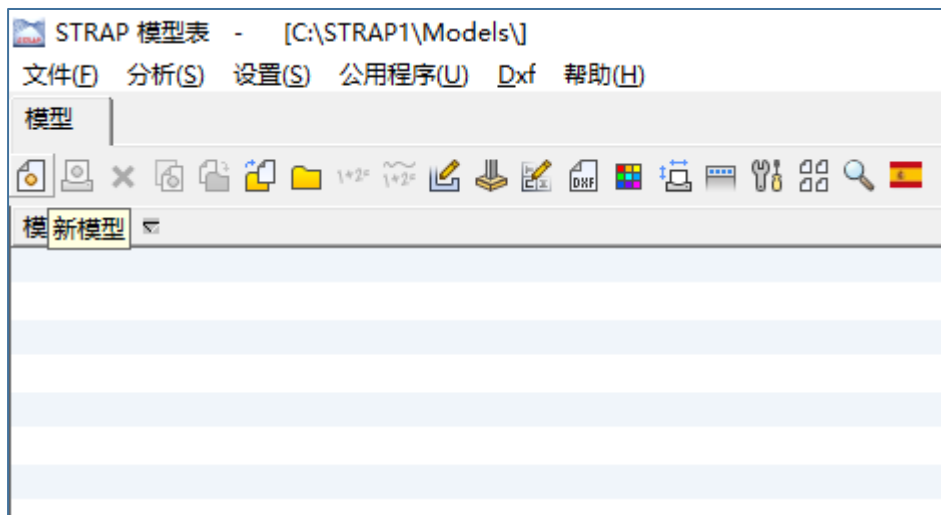 STRAP 模型表 - [C:\STRAP1\Models\]
文件(F) 分析(S) 设置(S) 公用程序(U) Dxf 帮助(H)
模型
1+2= 1+2= DXF
模 新模型